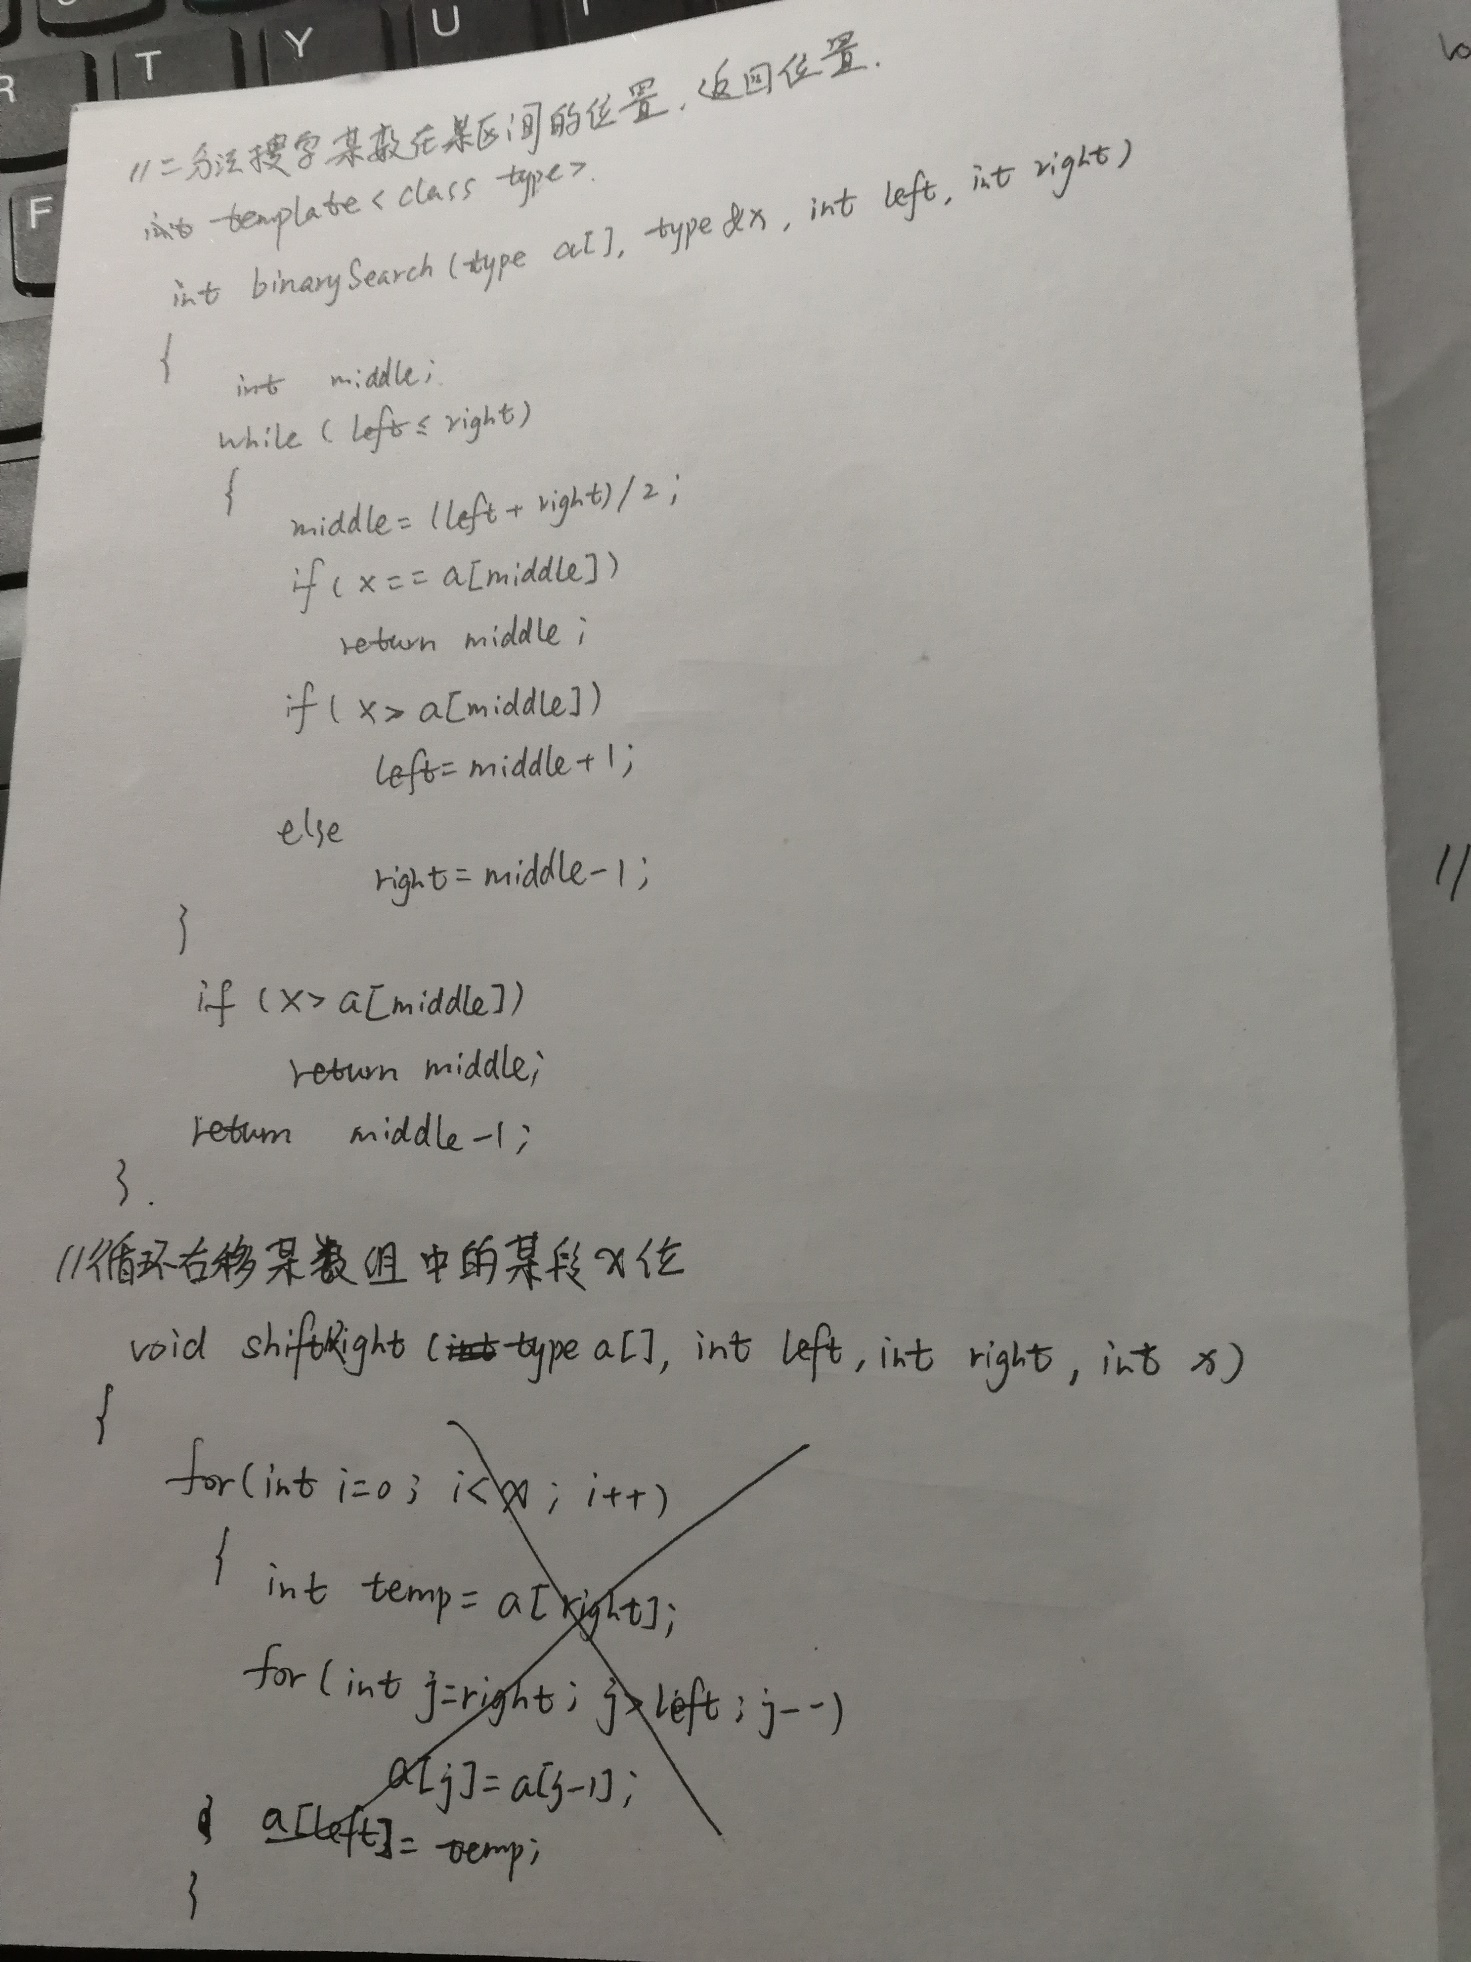 R T Y U
F
//二分法搜字某数在某区间的位置.返回位置.
int template<class type>.
int binarySearch(type a[], type &x, int left, int right)
{
int middle;
while(left≤right)
{
middle=(left+right)/2;
if(x==a[middle])
return middle;
if(x>a[middle])
left=middle+1;
else
right=middle-1;
}
if(x>a[middle])
return middle;
return middle-1;
}.
//循环右移某数组中的某段x位
void shiftRight(int type a[], int left, int right, int x)
{
for(int i=0; i<x; i++)
{ int temp=a[right];
for(int j=right; j>left; j--)
a[j]=a[j-1];
a[left]=temp;
}
//